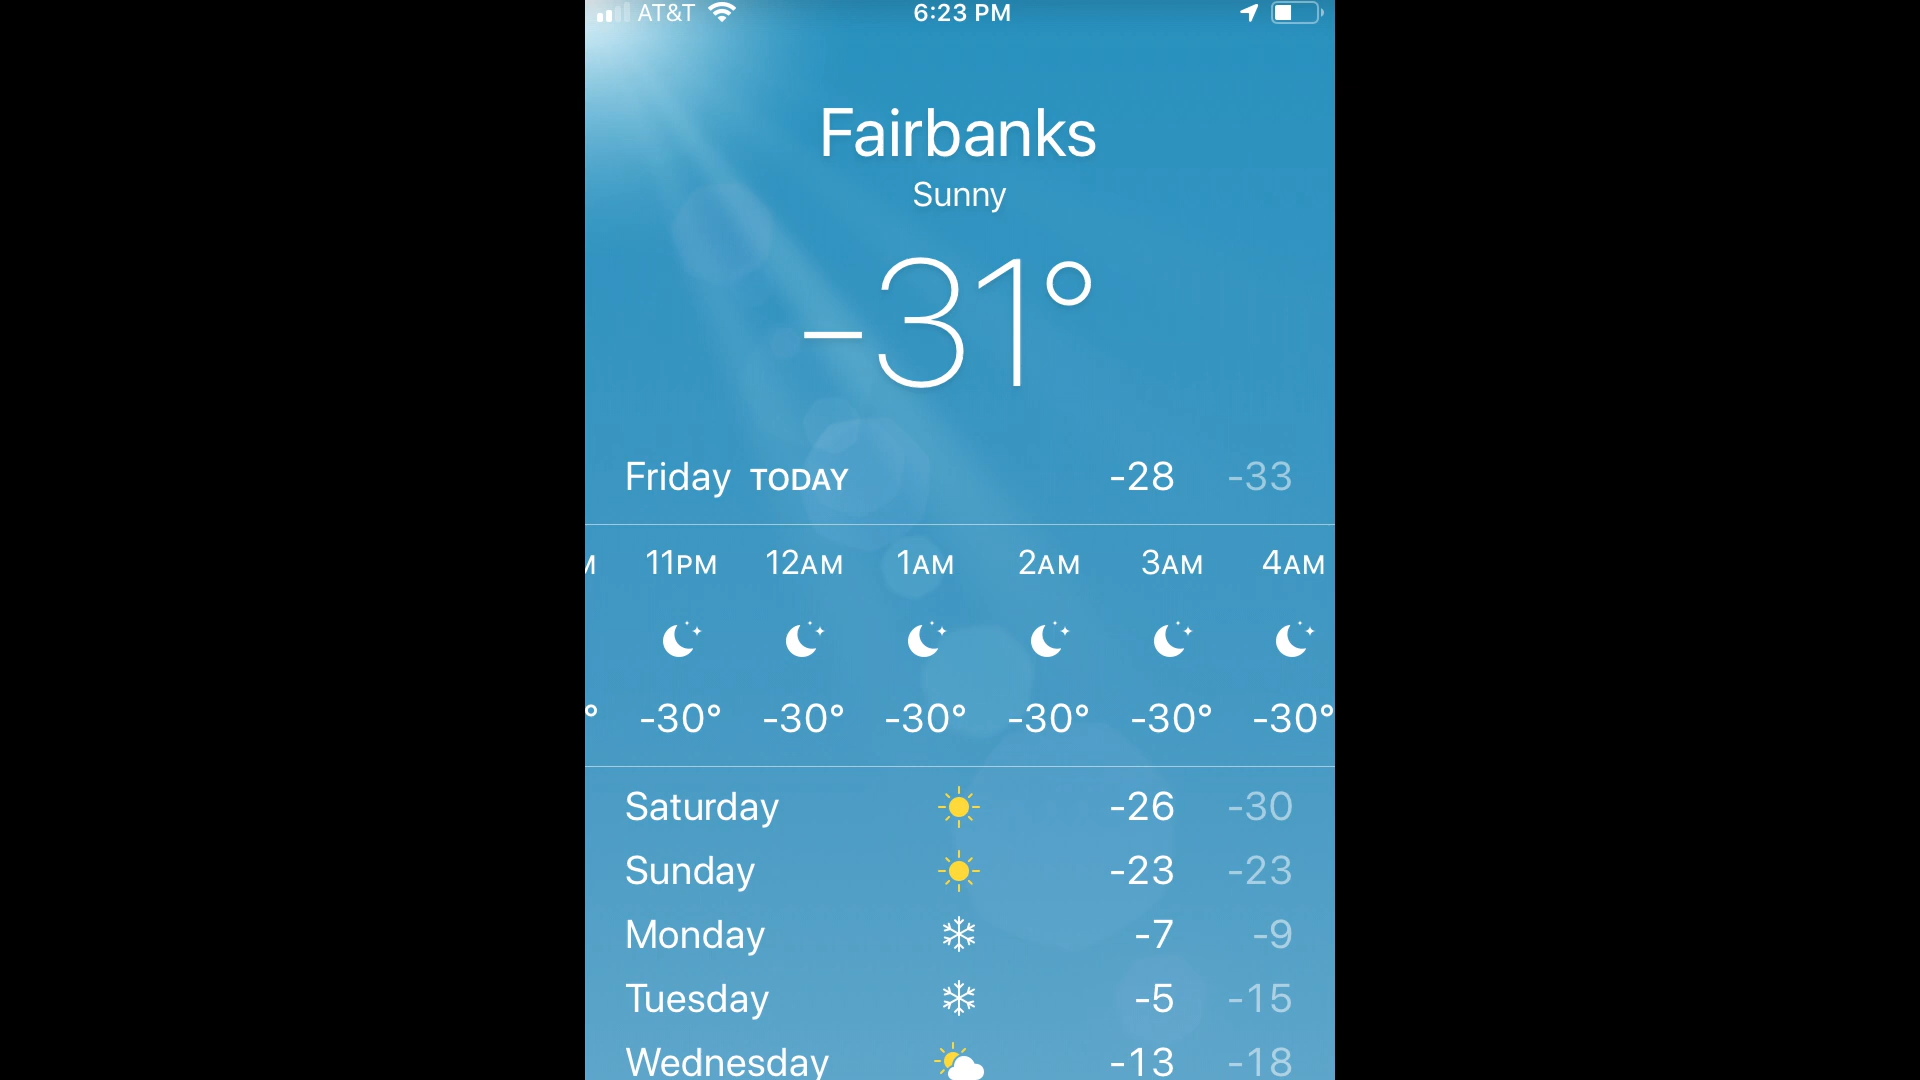 AT&T 6:23 PM
Fairbanks
Sunny
-31°
Friday TODAY -28 -33
11PM 12AM 1AM 2AM 3AM 4AM
-30° -30° -30° -30° -30° -30°
Saturday -26 -30
Sunday -23 -23
Monday -7 -9
Tuesday -5 -15
Wednesday -13 -18